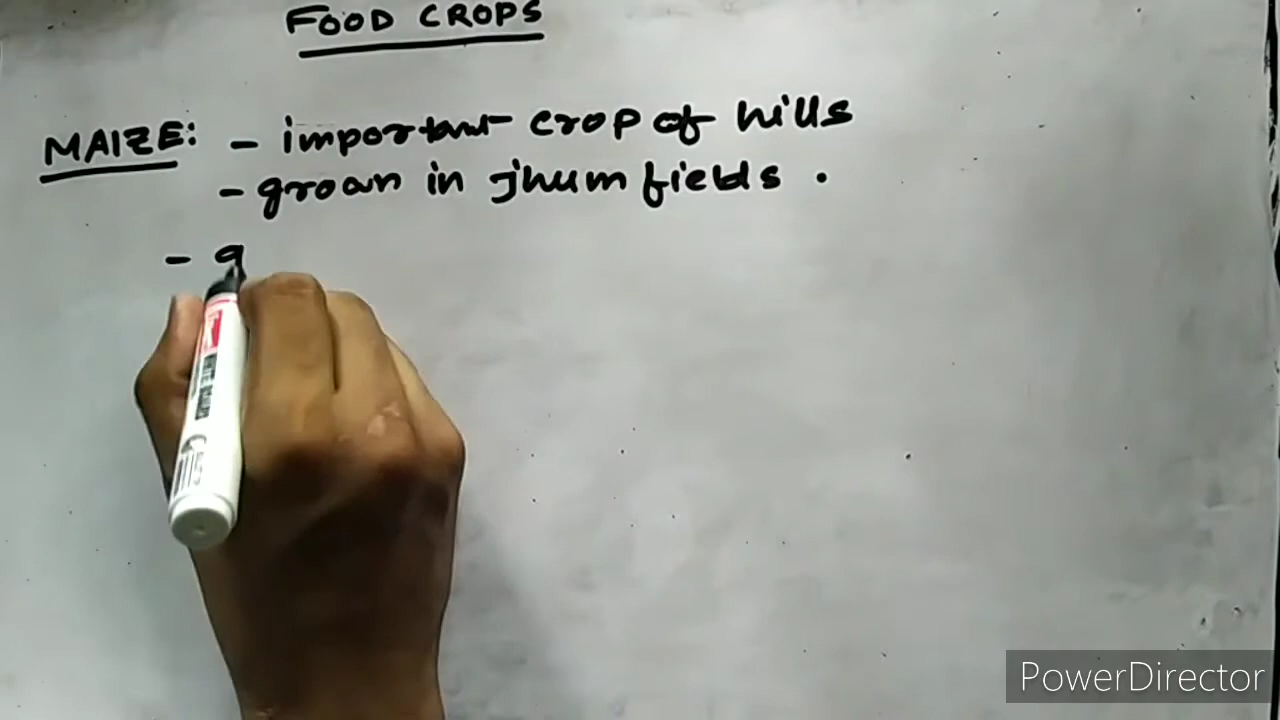 FOOD CROPS
MAIZE: - important crop of hills
- grown in jhum fields .
- g
PowerDirector